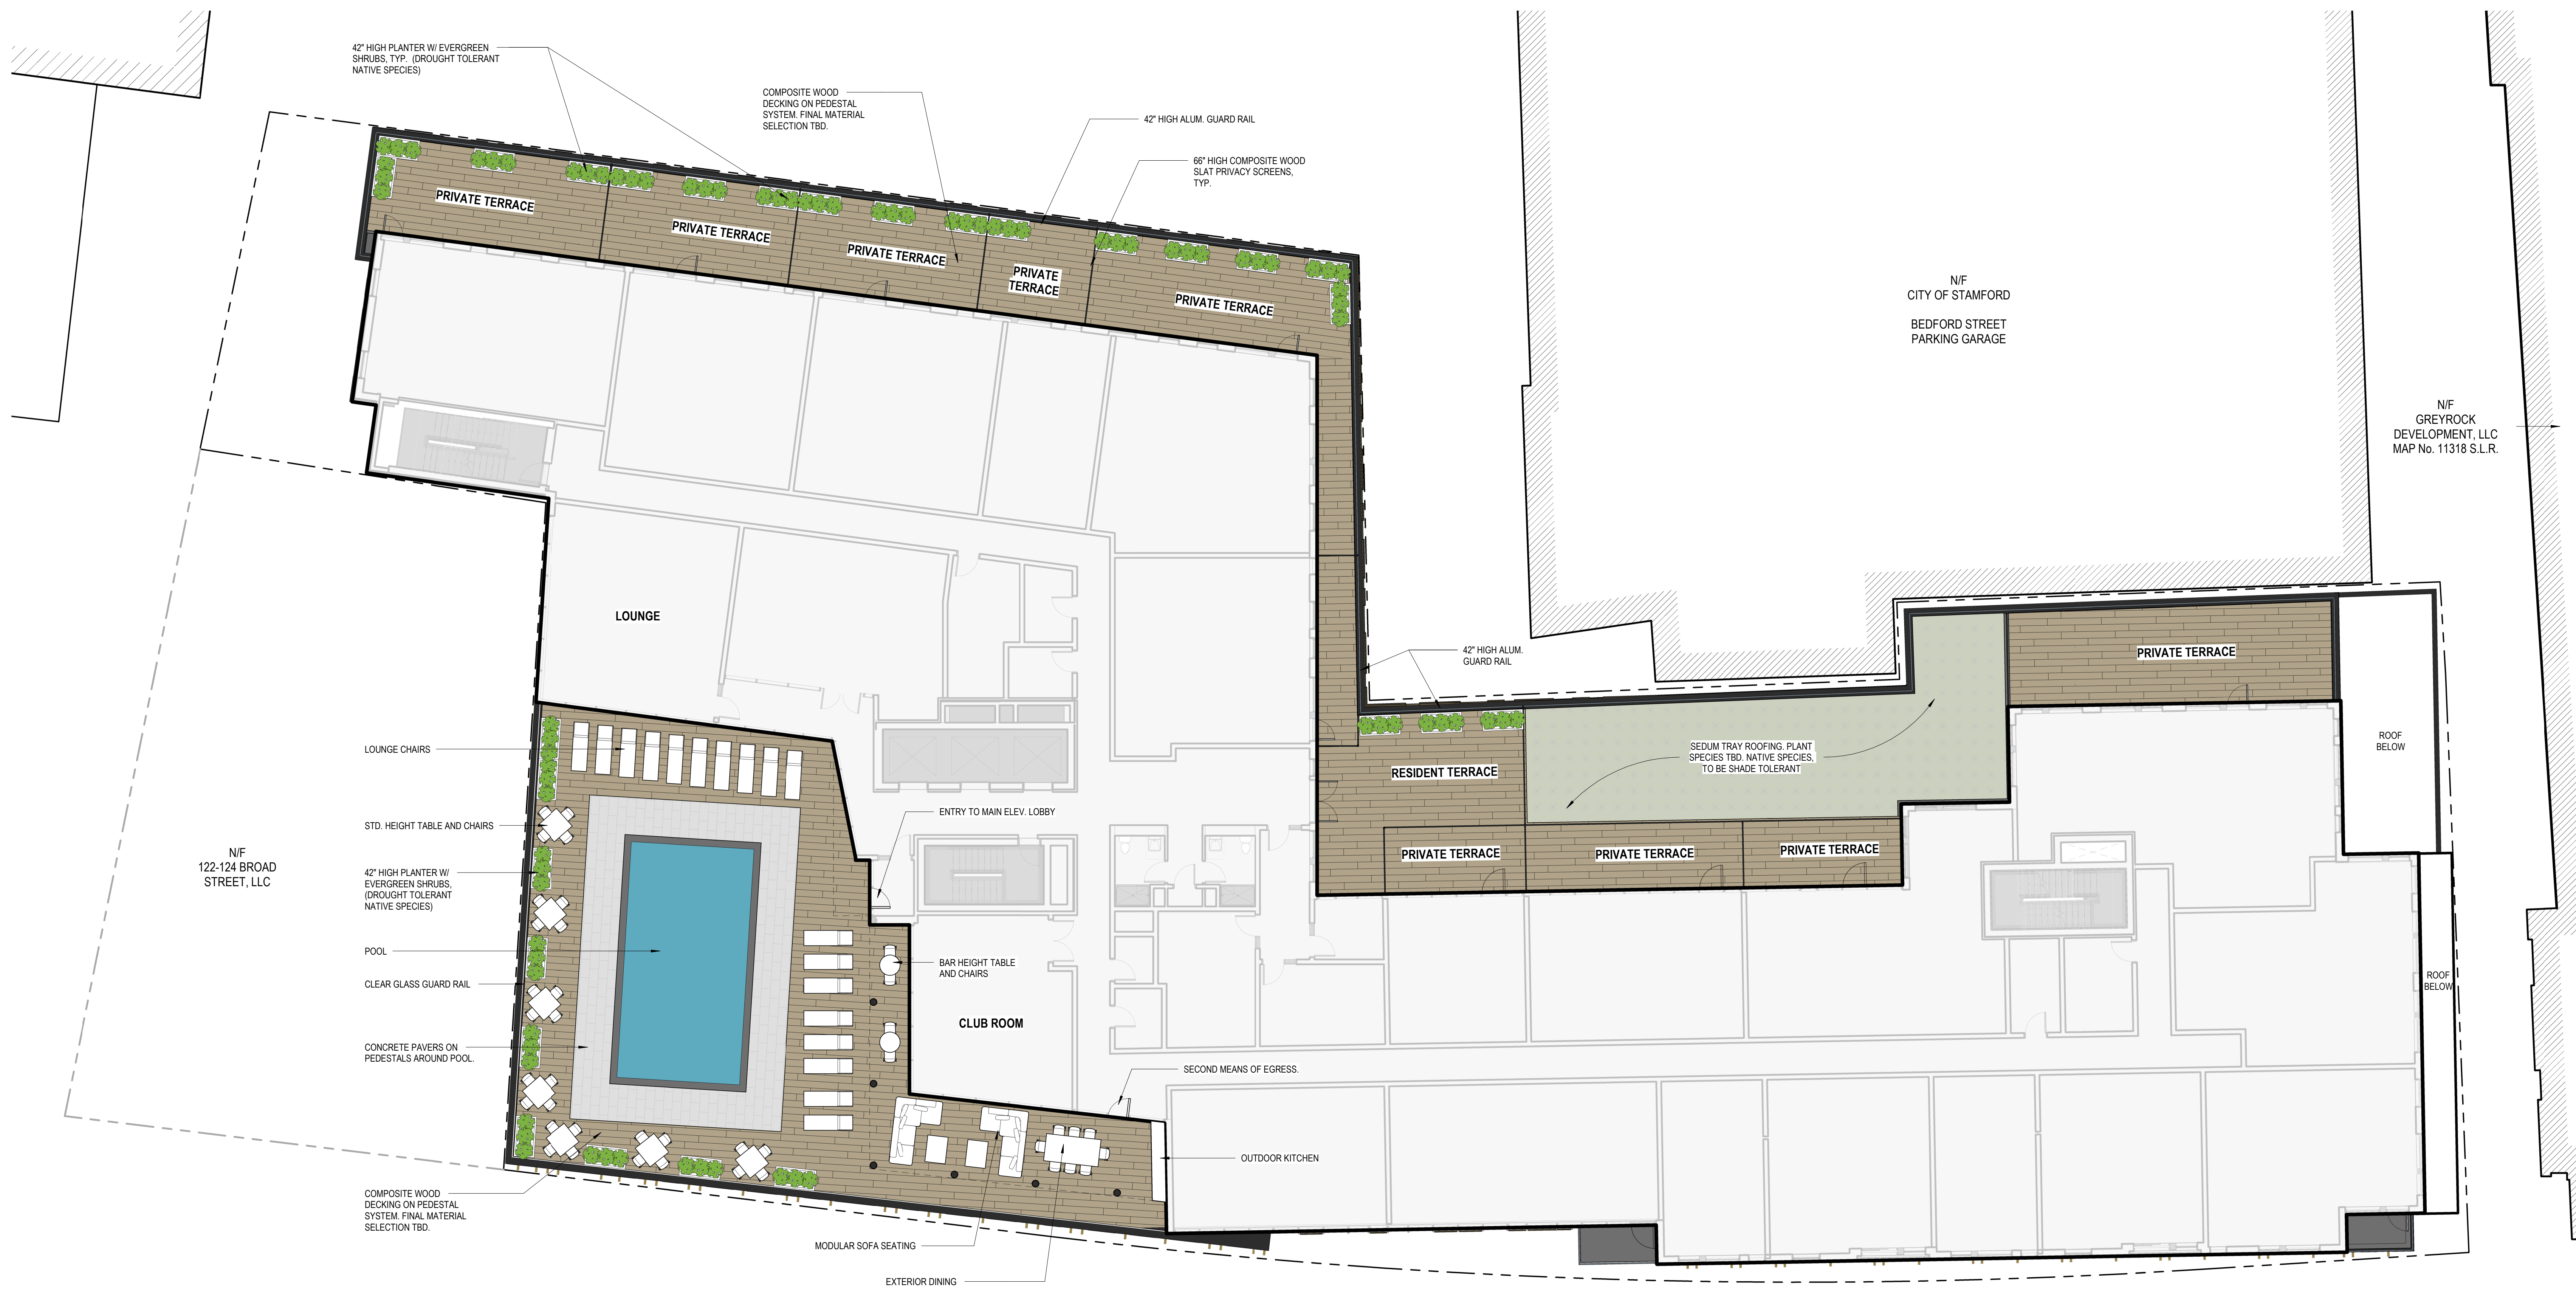 42" HIGH PLANTER W/ EVERGREEN
SHRUBS, TYP.  (DROUGHT TOLERANT
NATIVE SPECIES)
COMPOSITE WOOD
DECKING ON PEDESTAL
SYSTEM. FINAL MATERIAL
SELECTION TBD.
42" HIGH ALUM. GUARD RAIL
66" HIGH COMPOSITE WOOD
SLAT PRIVACY SCREENS,
TYP.
PRIVATE TERRACE
PRIVATE TERRACE
PRIVATE TERRACE
PRIVATE
TERRACE
PRIVATE TERRACE
N/F
CITY OF STAMFORD
BEDFORD STREET
PARKING GARAGE
N/F
GREYROCK
DEVELOPMENT, LLC
MAP No. 11318 S.L.R.
LOUNGE
42" HIGH ALUM.
GUARD RAIL
PRIVATE TERRACE
ROOF
BELOW
SEDUM TRAY ROOFING. PLANT
SPECIES TBD. NATIVE SPECIES,
TO BE SHADE TOLERANT
RESIDENT TERRACE
PRIVATE TERRACE
PRIVATE TERRACE
PRIVATE TERRACE
LOUNGE CHAIRS
ENTRY TO MAIN ELEV. LOBBY
STD. HEIGHT TABLE AND CHAIRS
N/F
122-124 BROAD
STREET, LLC
42" HIGH PLANTER W/
EVERGREEN SHRUBS,
(DROUGHT TOLERANT
NATIVE SPECIES)
POOL
BAR HEIGHT TABLE
AND CHAIRS
CLEAR GLASS GUARD RAIL
ROOF
BELOW
CLUB ROOM
CONCRETE PAVERS ON
PEDESTALS AROUND POOL.
SECOND MEANS OF EGRESS.
OUTDOOR KITCHEN
COMPOSITE WOOD
DECKING ON PEDESTAL
SYSTEM. FINAL MATERIAL
SELECTION TBD.
MODULAR SOFA SEATING
EXTERIOR DINING